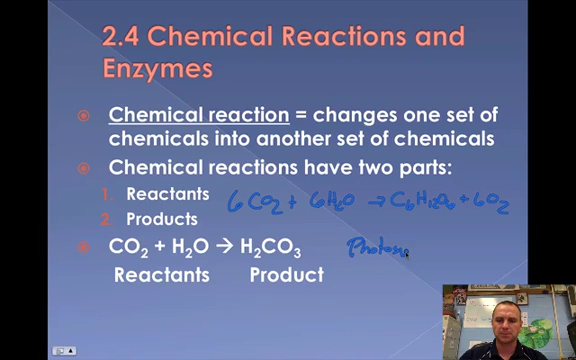 2.4 Chemical Reactions and
Enzymes
Chemical reaction = changes one set of
chemicals into another set of chemicals
Chemical reactions have two parts:
1. Reactants
6CO₂ + 6H₂O → C₆H₁₂O₆ + 6O₂
2. Products
CO₂ + H₂O → H₂CO₃
Photosy
Reactants Product